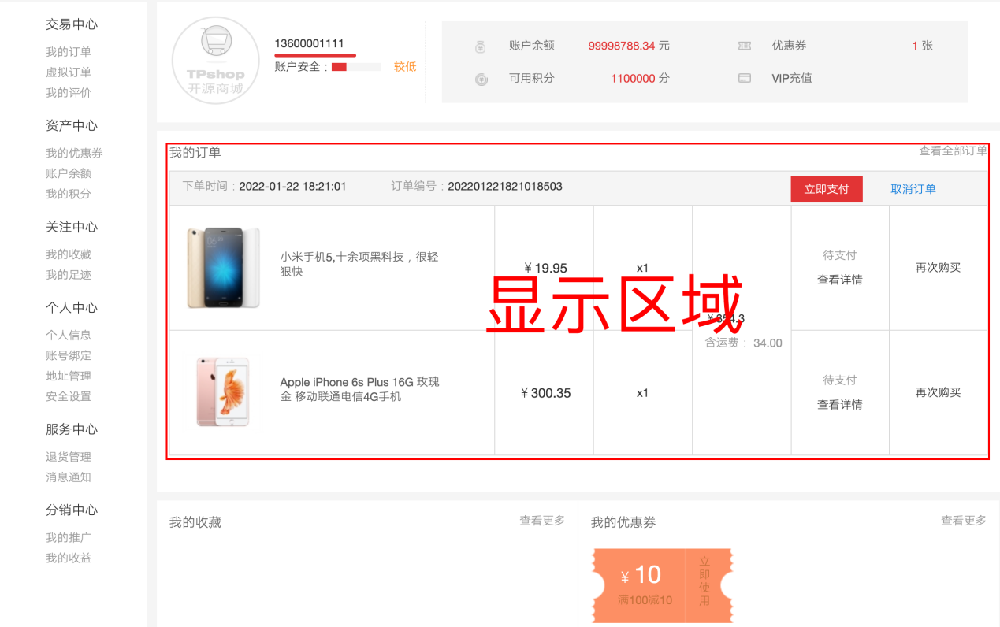 交易中心
我的订单
虚拟订单
我的评价
资产中心
我的优惠券
账户余额
我的积分
关注中心
我的收藏
我的足迹
个人中心
个人信息
账号绑定
地址管理
安全设置
服务中心
退货管理
消息通知
分销中心
我的推广
我的收益
TPshop
开源商城
13600001111
账户安全： 较低
账户余额 99998788.34 元 优惠券 1 张
可用积分 1100000 分 VIP充值
我的订单 查看全部订单
下单时间：2022-01-22 18:21:01 订单编号：202201221821018503 立即支付 取消订单
小米手机5,十余项黑科技，很轻
狠快
￥19.95
x1
待支付
查看详情
再次购买
显示区域
￥354.3
含运费： 34.00
Apple iPhone 6s Plus 16G 玫瑰
金 移动联通电信4G手机
￥300.35
x1
待支付
查看详情
再次购买
我的收藏 查看更多
我的优惠券 查看更多
￥10
满100减10
立即使用